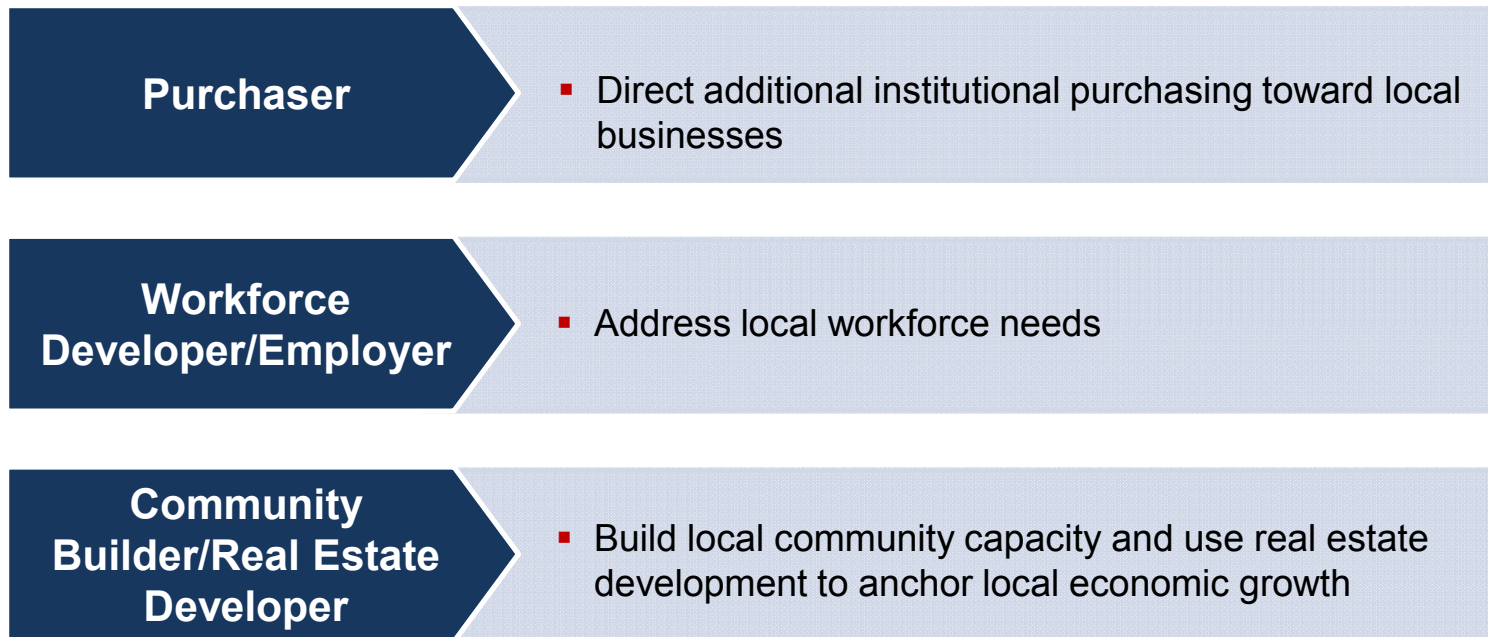 Purchaser
▪ Direct additional institutional purchasing toward local
businesses
Workforce
Developer/Employer
▪ Address local workforce needs
Community
Builder/Real Estate
Developer
▪ Build local community capacity and use real estate
development to anchor local economic growth